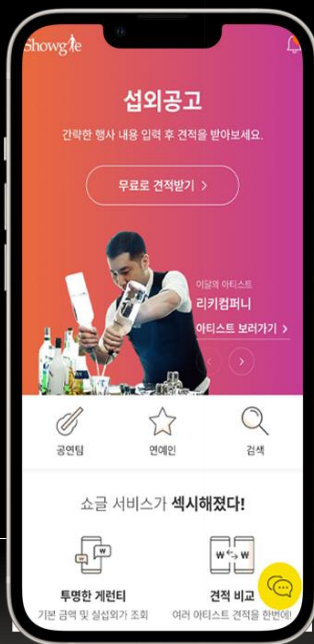 Showgle
섭외공고
간략한 행사 내용 입력 후 견적을 받아보세요.
무료로 견적받기 >
이달의 아티스트
리키컴퍼니
아티스트 보러가기 >
공연팀
연예인
검색
쇼글 서비스가 섹시해졌다!
투명한 게런티
기본 금액 및 실섭외가 조회
견적 비교
여러 아티스트 견적을 한번에!